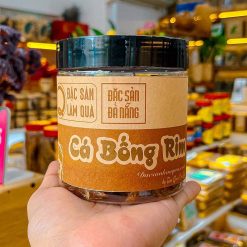 ĐẶC SẢN
LÀM QUÀ
ĐẶC SẢN
ĐÀ NẴNG
Cá Bống Rim